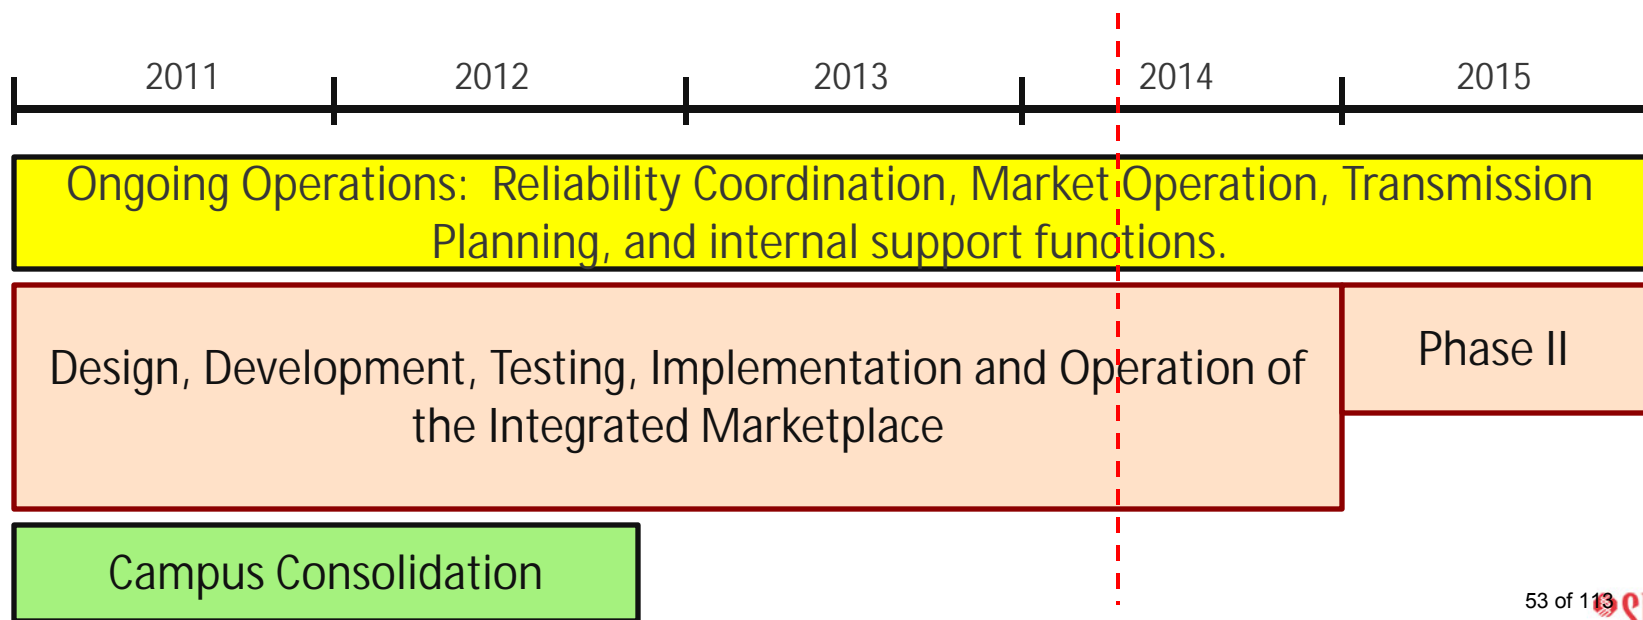 2011 2012 2013 2014 2015
Ongoing Operations: Reliability Coordination, Market Operation, Transmission
Planning, and internal support functions.
Design, Development, Testing, Implementation and Operation of
the Integrated Marketplace
Phase II
Campus Consolidation
53 of 113